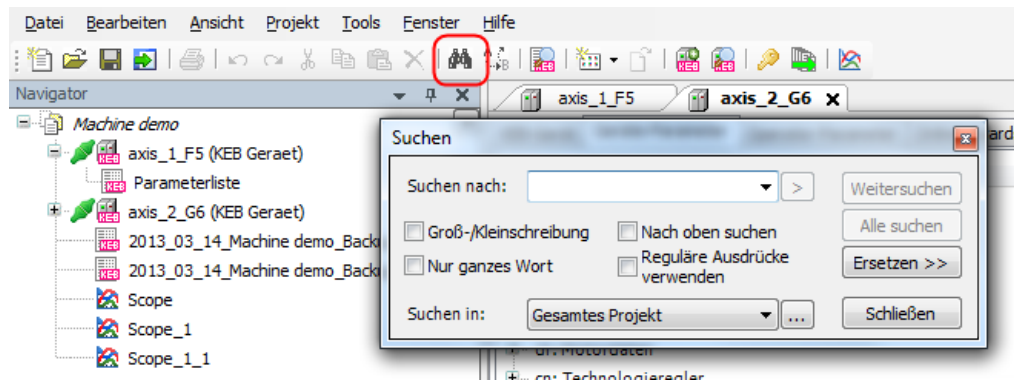 Datei Bearbeiten Ansicht Projekt Tools Fenster Hilfe
Navigator
axis_1_F5 axis_2_G6
Machine demo
axis_1_F5 (KEB Geraet)
Parameterliste
axis_2_G6 (KEB Geraet)
2013_03_14_Machine demo_Back
2013_03_14_Machine demo_Back
Scope
Scope_1
Scope_1_1
Suchen
Suchen nach: >
Weitersuchen
Groß-/Kleinschreibung Nach oben suchen
Alle suchen
Nur ganzes Wort Reguläre Ausdrücke verwenden
Ersetzen >>
Suchen in: Gesamtes Projekt ...
Schließen
dr: Motordaten
cn: Technologieregler